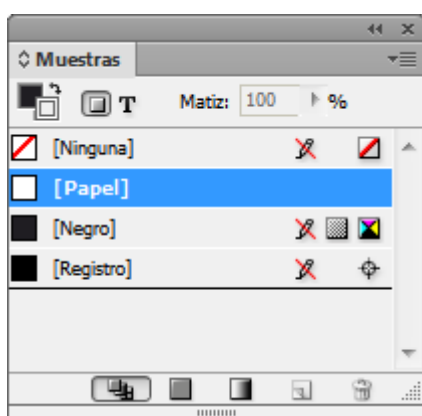 Muestras
T Matiz: 100 %
[Ninguna]
[Papel]
[Negro]
[Registro]